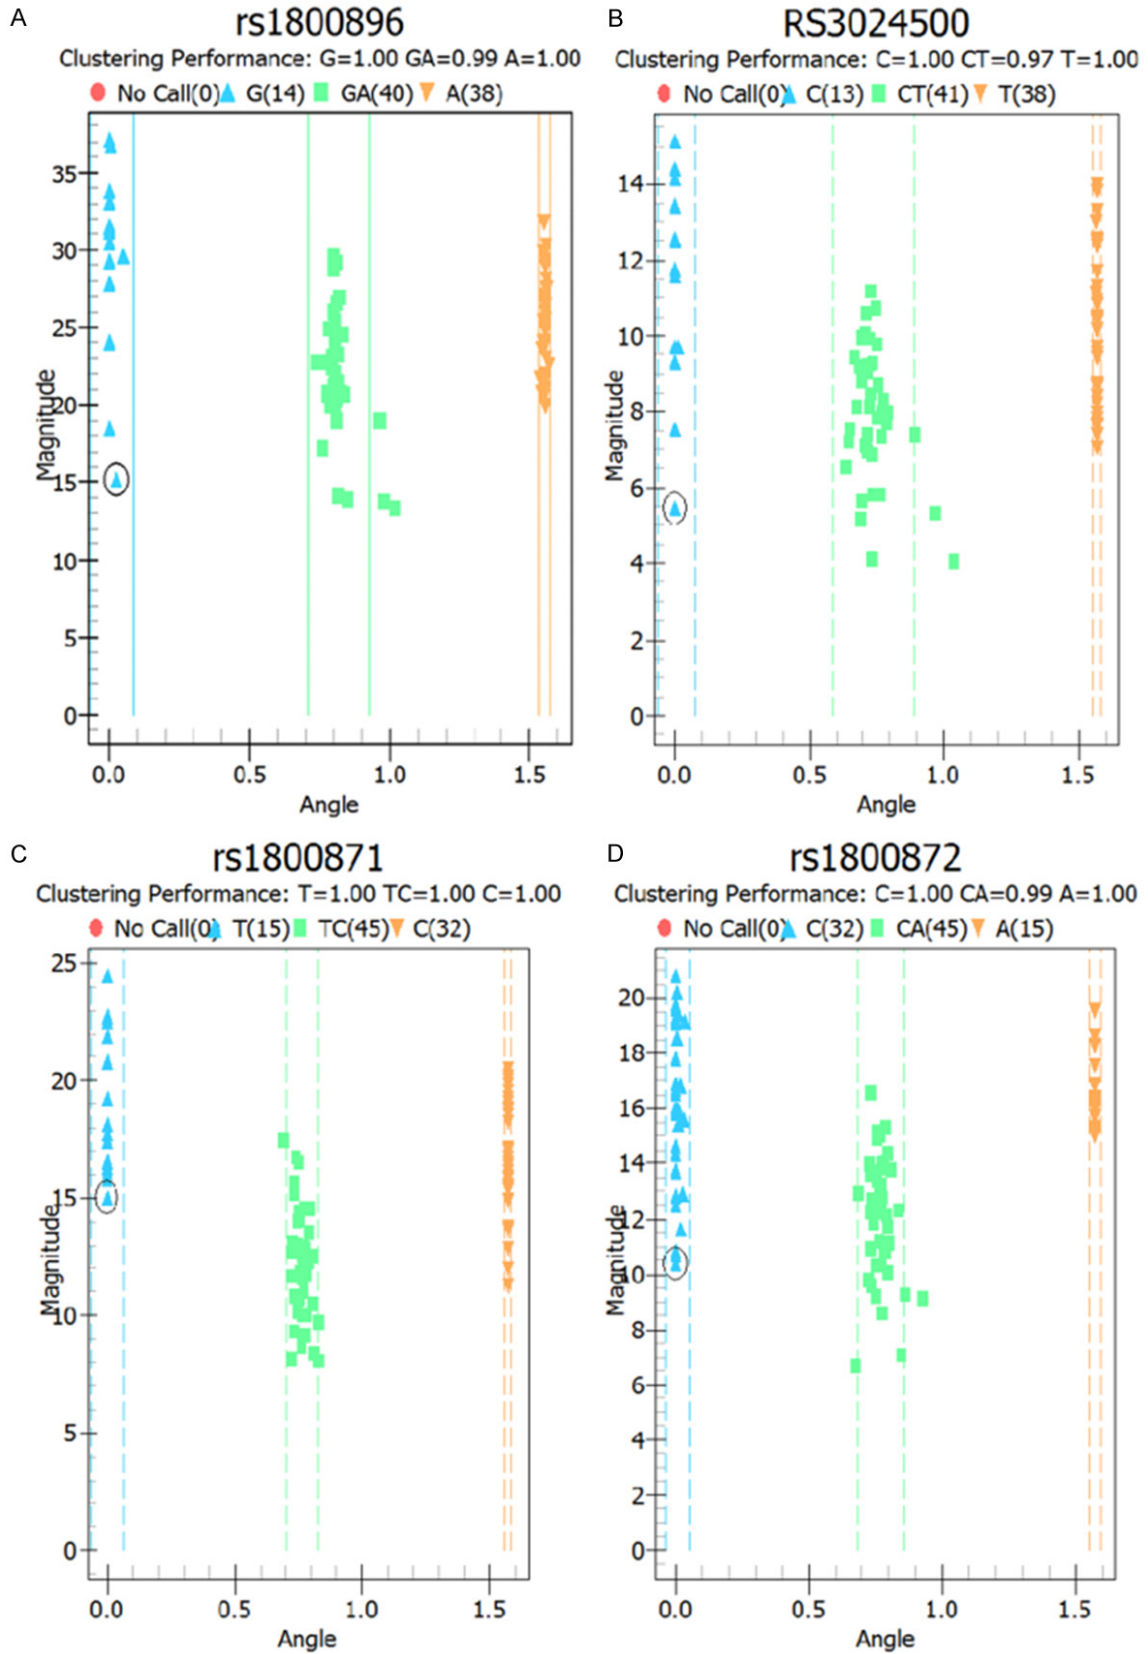 A
rs1800896
Clustering Performance: G=1.00 GA=0.99 A=1.00
No Call(0) G(14) GA(40) A(38)
35
30
25
20
15
10
5
0
Magnitude
0.0 0.5 1.0 1.5
Angle
B
RS3024500
Clustering Performance: C=1.00 CT=0.97 T=1.00
No Call(0) C(13) CT(41) T(38)
14
12
10
8
6
4
2
0
Magnitude
0.0 0.5 1.0 1.5
Angle
C
rs1800871
Clustering Performance: T=1.00 TC=1.00 C=1.00
No Call(0) T(15) TC(45) C(32)
25
20
15
10
5
0
Magnitude
0.0 0.5 1.0 1.5
Angle
D
rs1800872
Clustering Performance: C=1.00 CA=0.99 A=1.00
No Call(0) C(32) CA(45) A(15)
20
18
16
14
12
10
8
6
4
2
0
Magnitude
0.0 0.5 1.0 1.5
Angle